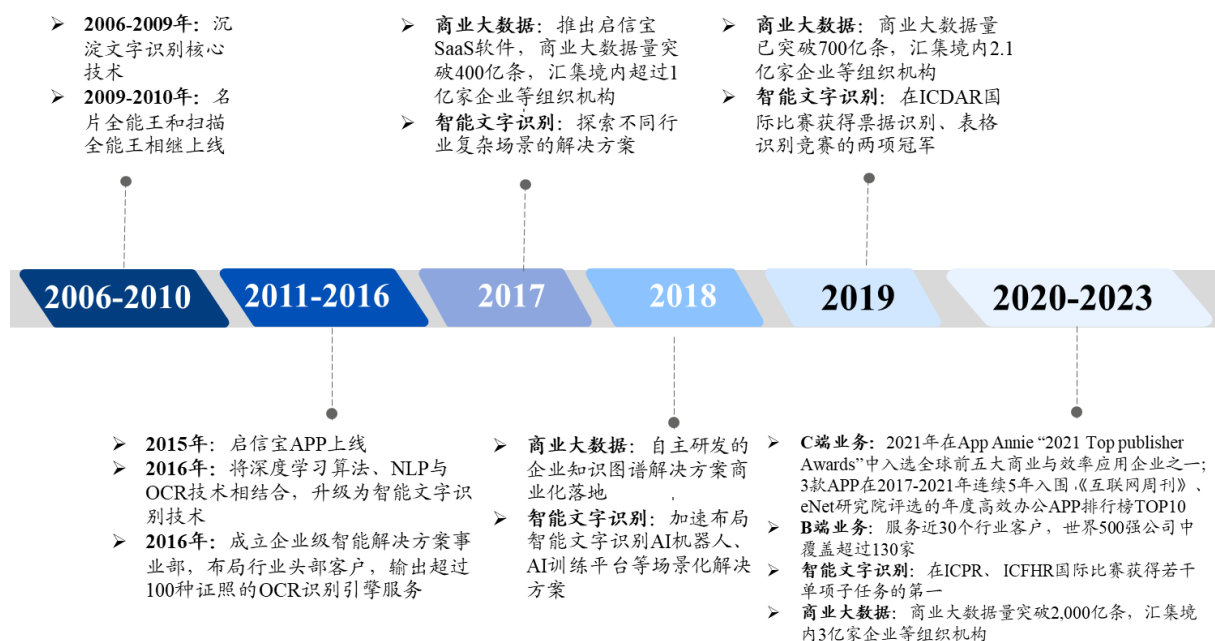 ➢ 2006-2009年：沉
淀文字识别核心
技术
➢ 2009-2010年：名
片全能王和扫描
全能王相继上线
➢ 商业大数据：推出启信宝
SaaS软件，商业大数据量突
破400亿条，汇集境内超过1
亿家企业等组织机构
➢ 智能文字识别：探索不同行
业复杂场景的解决方案
➢ 商业大数据：商业大数据量
已突破700亿条，汇集境内2.1
亿家企业等组织机构
➢ 智能文字识别：在ICDAR国
际比赛获得票据识别、表格
识别竞赛的两项冠军
2006-2010
2011-2016
2017
2018
2019
2020-2023
➢ 2015年：启信宝APP上线
➢ 2016年：将深度学习算法、NLP与
OCR技术相结合，升级为智能文字识
别技术
➢ 2016年：成立企业级智能解决方案事
业部，布局行业头部客户，输出超过
100种证照的OCR识别引擎服务
➢ 商业大数据：自主研发的
企业知识图谱解决方案商
业化落地
➢ 智能文字识别：加速布局
智能文字识别AI机器人、
AI训练平台等场景化解决
方案
➢ C端业务：2021年在App Annie “2021 Top publisher
Awards”中入选全球前五大商业与效率应用企业之一；
3款APP在2017-2021年连续5年入围《互联网周刊》、
eNet研究院评选的年度高效办公APP排行榜TOP10
➢ B端业务：服务近30个行业客户，世界500强公司中
覆盖超过130家
➢ 智能文字识别：在ICPR、ICFHR国际比赛获得若干
单项子任务的第一
➢ 商业大数据：商业大数据量突破2,000亿条，汇集境
内3亿家企业等组织机构